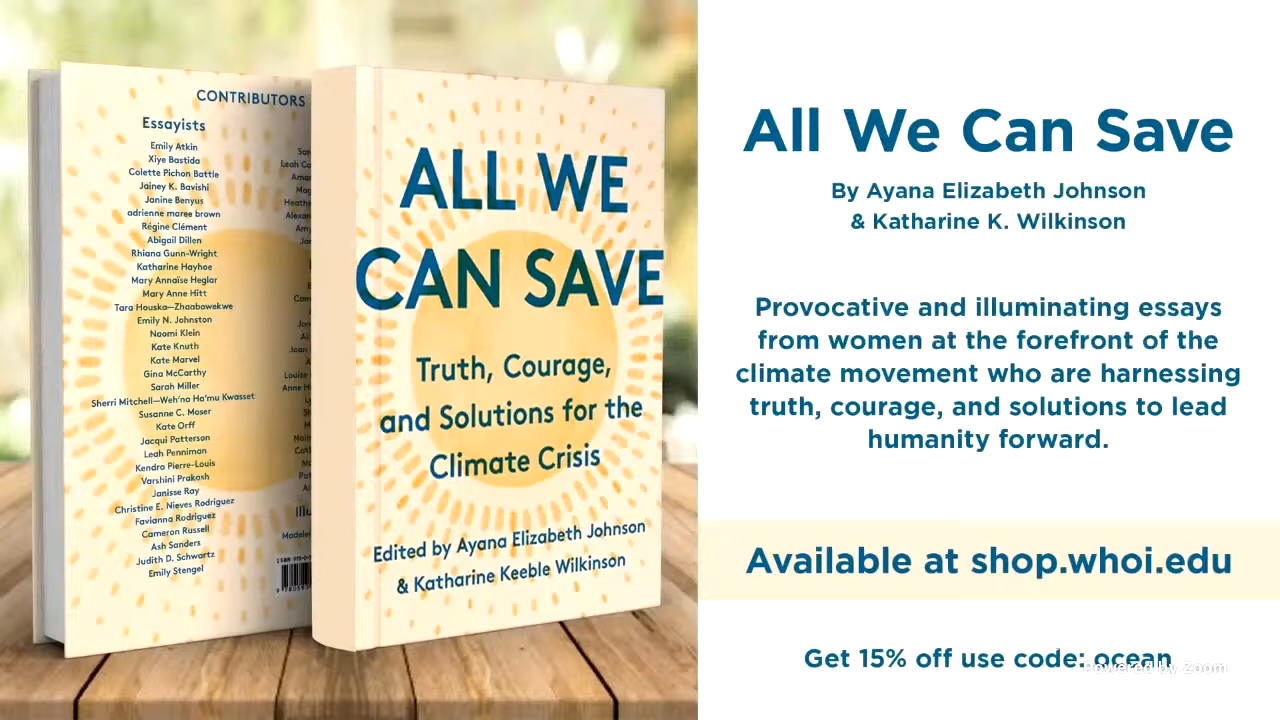 CONTRIBUTORS
Essayists
Emily Atkin
Xiye Bastida
Colette Pichon Battle
Jainey K. Bavishi
Janine Benyus
adrienne maree brown
Régine Clément
Abigail Dillen
Rhiana Gunn-Wright
Katharine Hayhoe
Mary Annaïse Heglar
Mary Anne Hitt
Tara Houska—Zhaabawekwe
Emily N. Johnston
Naomi Klein
Kate Knuth
Kate Marvel
Gina McCarthy
Sarah Miller
Sherri Mitchell—Weh'na Ha'mu Kwasset
Susanne C. Moser
Kate Orff
Jacqui Patterson
Leah Penniman
Kendra Pierre-Louis
Varshini Prakash
Janisse Ray
Christine E. Nieves Rodriguez
Favianna Rodriguez
Cameron Russell
Ash Sanders
Judith D. Schwartz
Emily Stengel
ALL WE
CAN SAVE
Truth, Courage,
and Solutions for the
Climate Crisis
Edited by Ayana Elizabeth Johnson
& Katharine Keeble Wilkinson
All We Can Save
By Ayana Elizabeth Johnson
& Katharine K. Wilkinson
Provocative and illuminating essays
from women at the forefront of the
climate movement who are harnessing
truth, courage, and solutions to lead
humanity forward.
Available at shop.whoi.edu
Get 15% off use code: ocean
Powered by Zoom